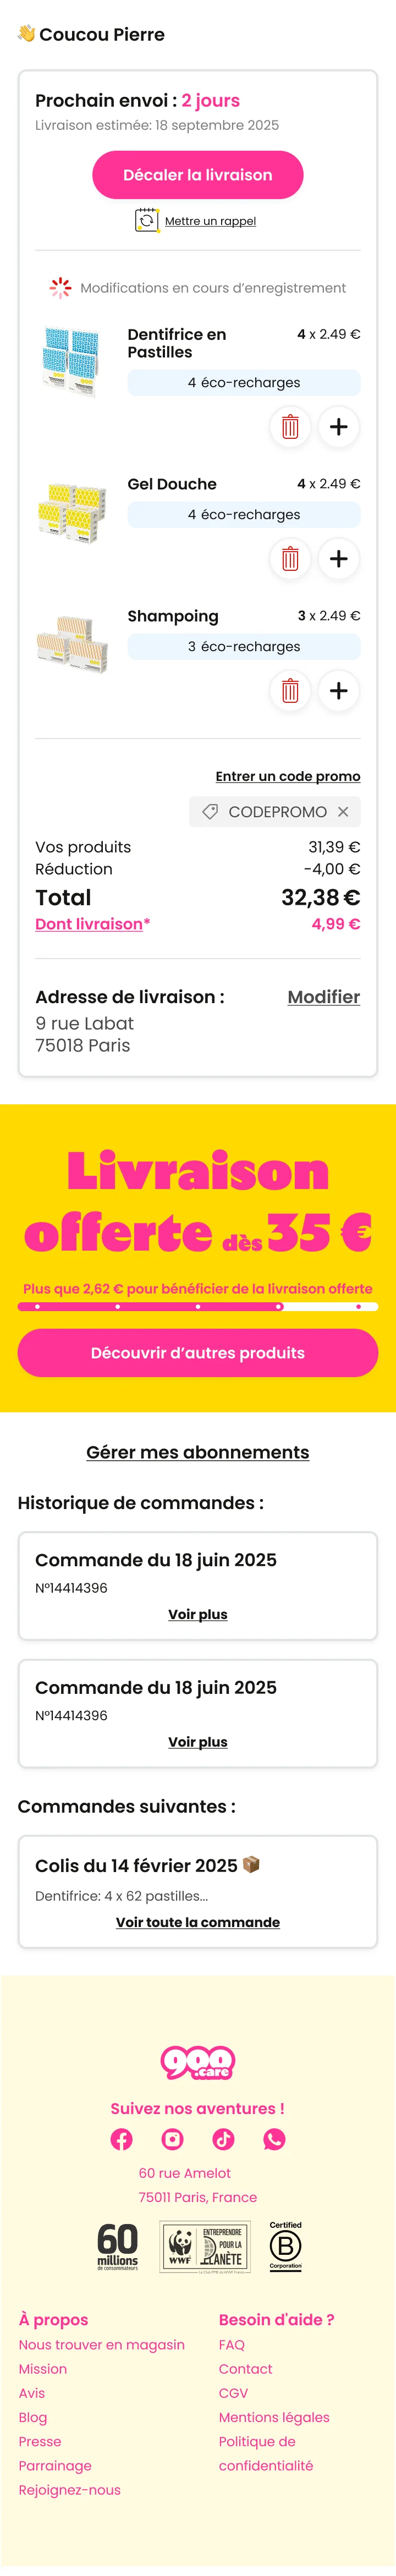 👋 Coucou Pierre
Prochain envoi : 2 jours
Livraison estimée: 18 septembre 2025
Décaler la livraison
Mettre un rappel
Modifications en cours d’enregistrement
Dentifrice en 4 x 2.49 €
Pastilles
4 éco-recharges
Gel Douche 4 x 2.49 €
4 éco-recharges
Shampoing 3 x 2.49 €
3 éco-recharges
Entrer un code promo
CODEPROMO ×
Vos produits 31,39 €
Réduction -4,00 €
Total 32,38 €
Dont livraison* 4,99 €
Adresse de livraison : Modifier
9 rue Labat
75018 Paris
Livraison
offerte dès 35 €
Plus que 2,62 € pour bénéficier de la livraison offerte
Découvrir d’autres produits
Gérer mes abonnements
Historique de commandes :
Commande du 18 juin 2025
N°14414396
Voir plus
Commande du 18 juin 2025
N°14414396
Voir plus
Commandes suivantes :
Colis du 14 février 2025 📦
Dentifrice: 4 x 62 pastilles...
Voir toute la commande
900
.care
Suivez nos aventures !
60 rue Amelot
75011 Paris, France
60
millions
de consommateurs
WWF
ENTREPRENDRE
POUR LA
PLANÈTE
Certified
B
Corporation
À propos
Nous trouver en magasin
Mission
Avis
Blog
Presse
Parrainage
Rejoignez-nous
Besoin d'aide ?
FAQ
Contact
CGV
Mentions légales
Politique de
confidentialité